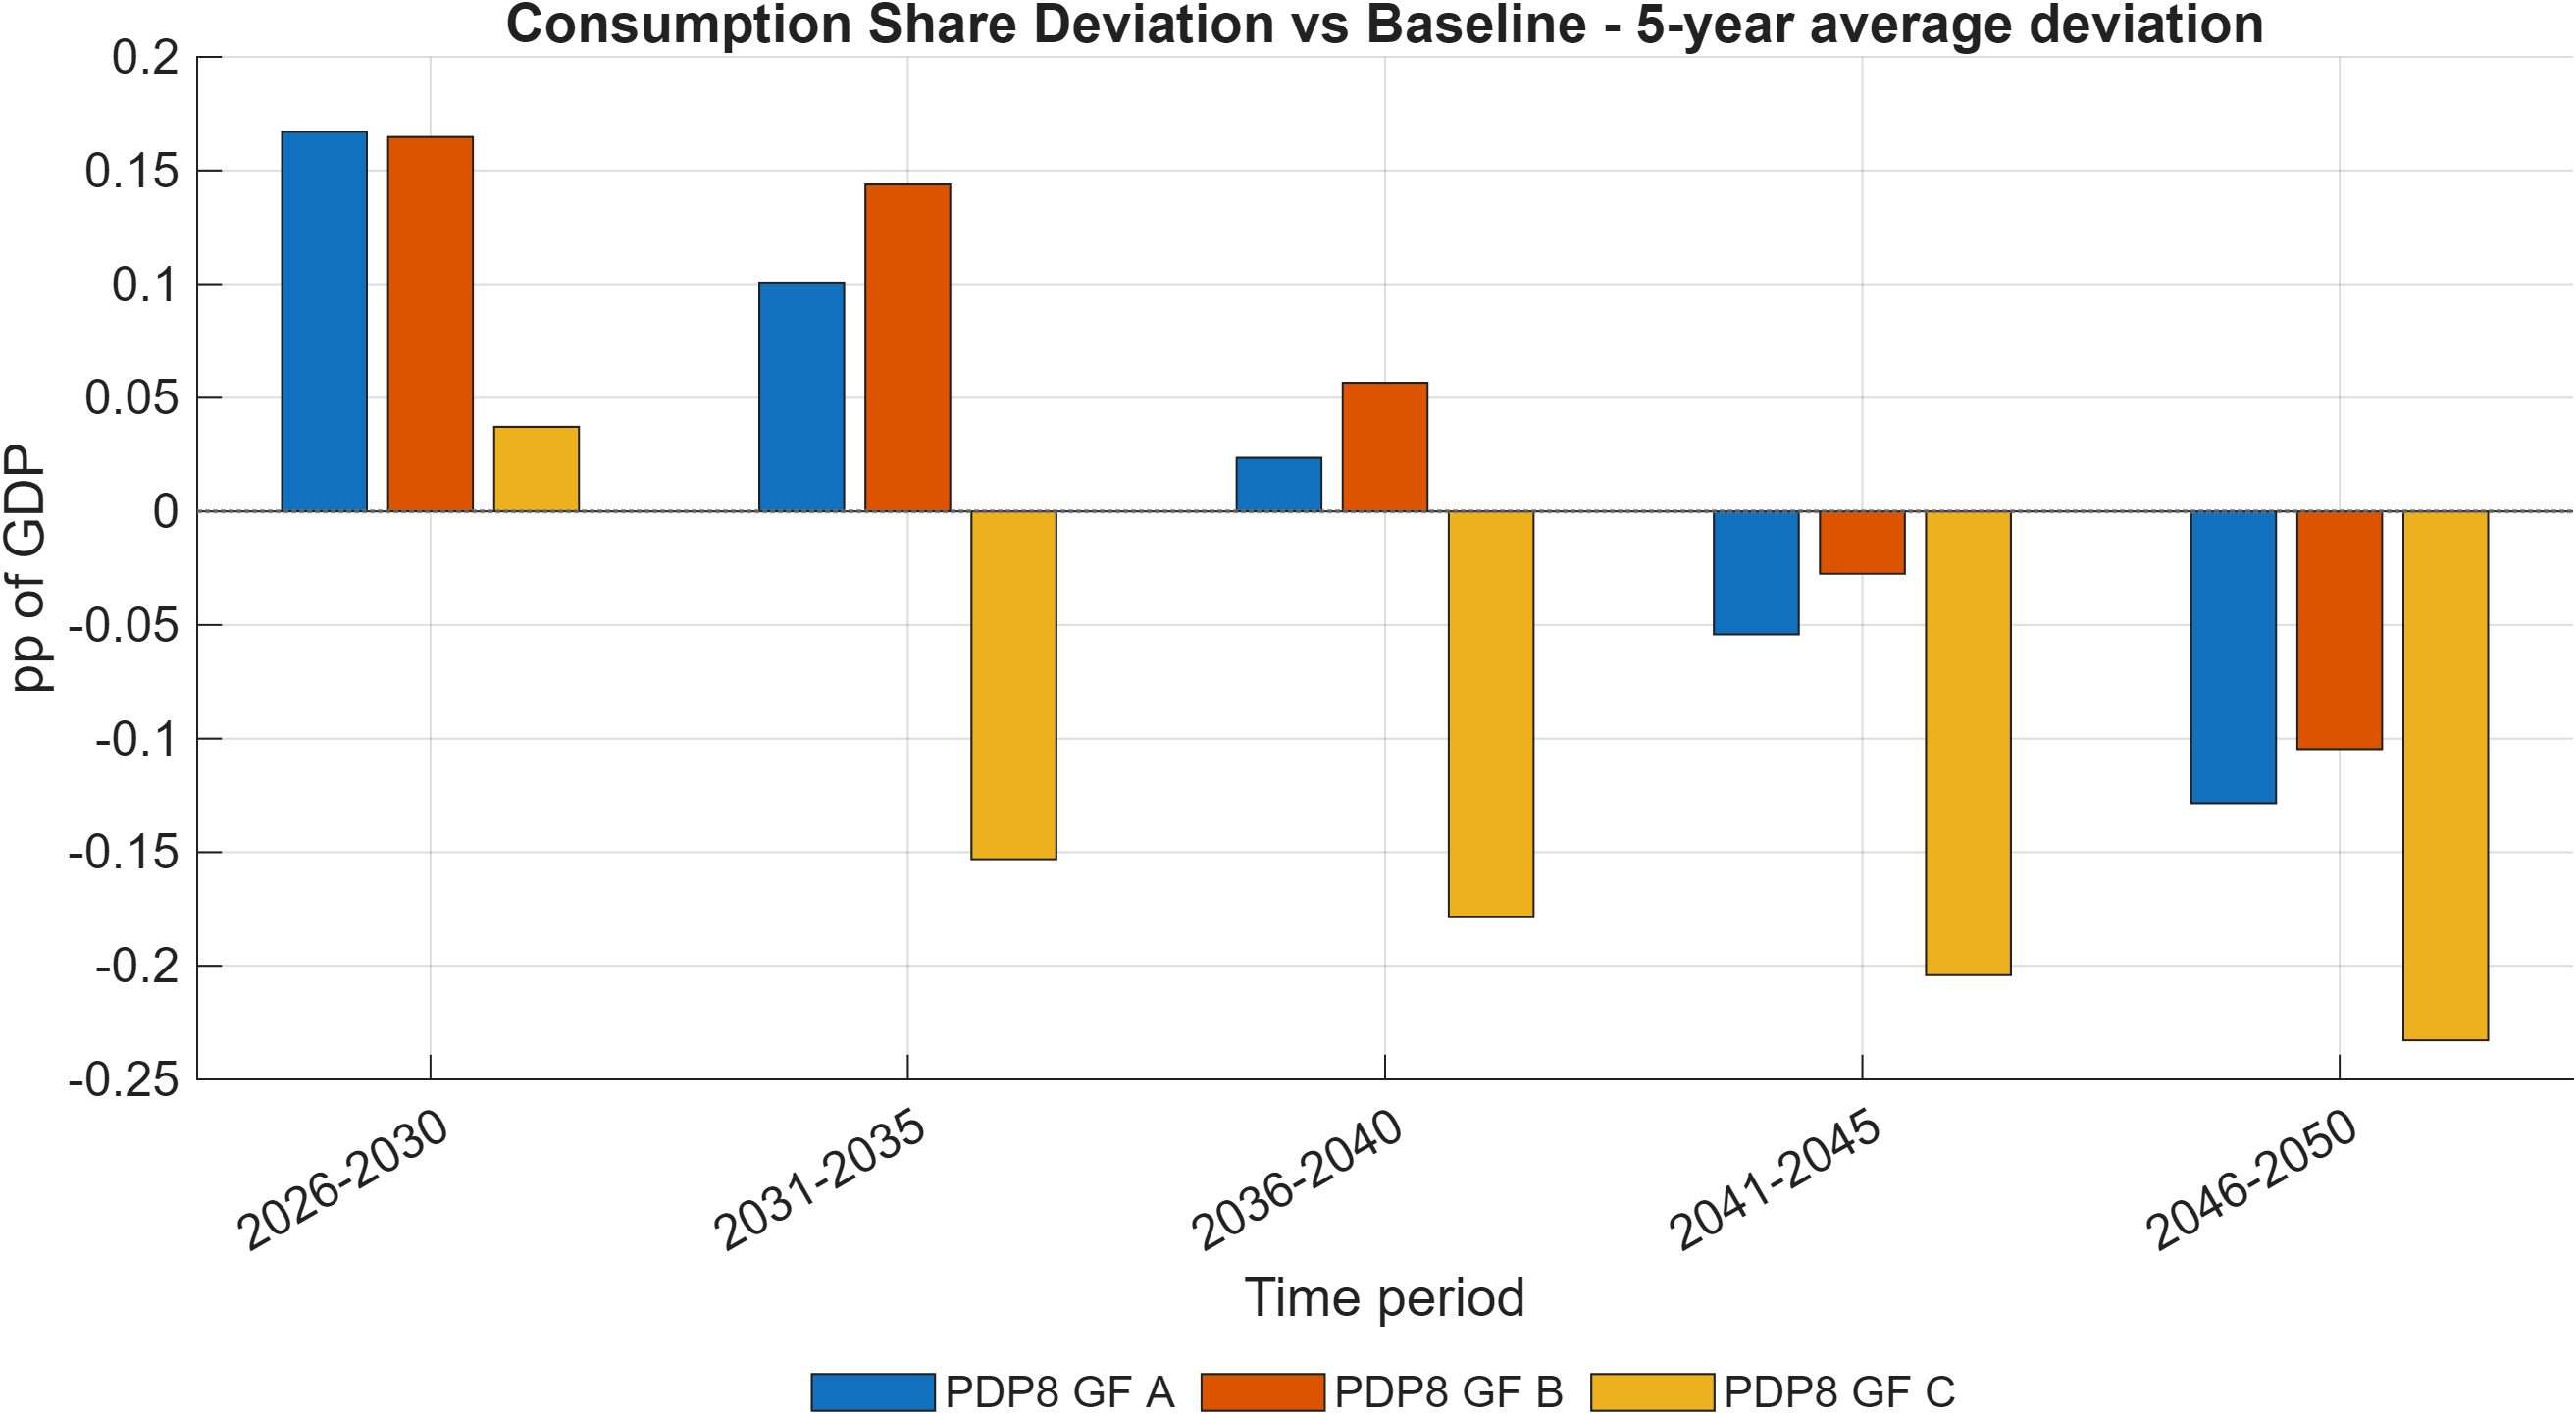 Consumption Share Deviation vs Baseline - 5-year average deviation
0.2
0.15
0.1
0.05
0
-0.05
-0.1
-0.15
-0.2
-0.25
pp of GDP
2026-2030
2031-2035
2036-2040
2041-2045
2046-2050
Time period
PDP8 GF A
PDP8 GF B
PDP8 GF C